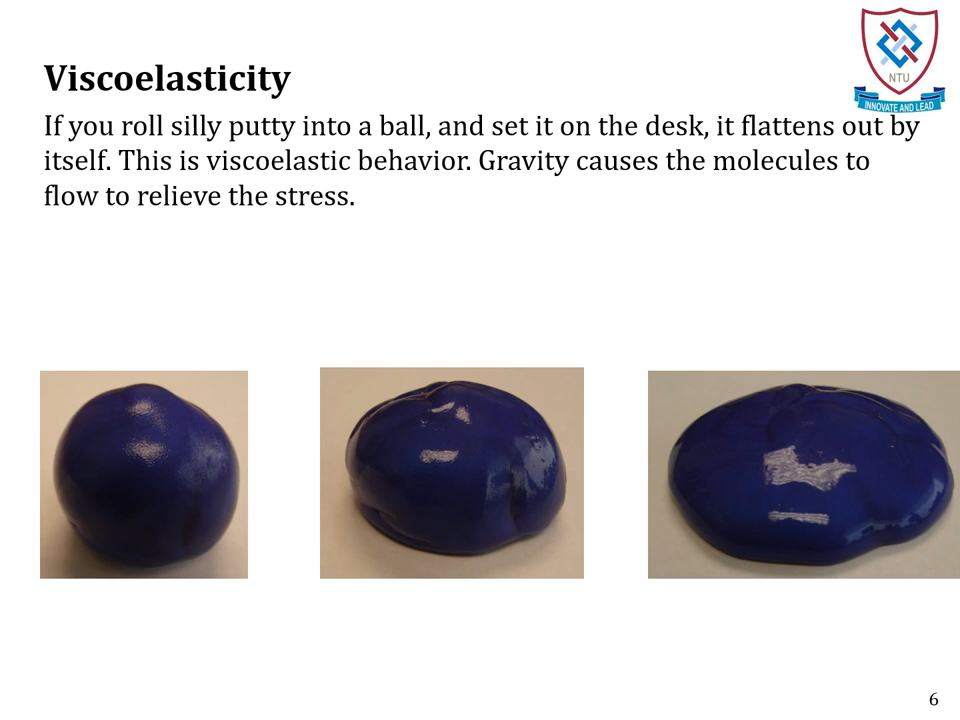 Viscoelasticity
If you roll silly putty into a ball, and set it on the desk, it flattens out by
itself. This is viscoelastic behavior. Gravity causes the molecules to
flow to relieve the stress.
NTU
INNOVATE AND LEAD
6